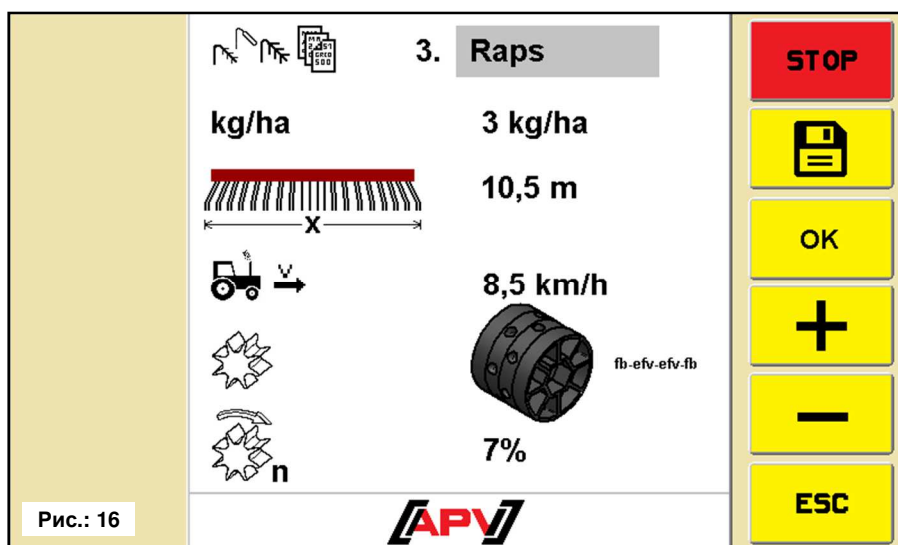 3. Raps
STOP
kg/ha 3 kg/ha
10,5 m
X
OK
V
8,5 km/h
fb-efv-efv-fb
n
7%
ESC
Рис.: 16
APV